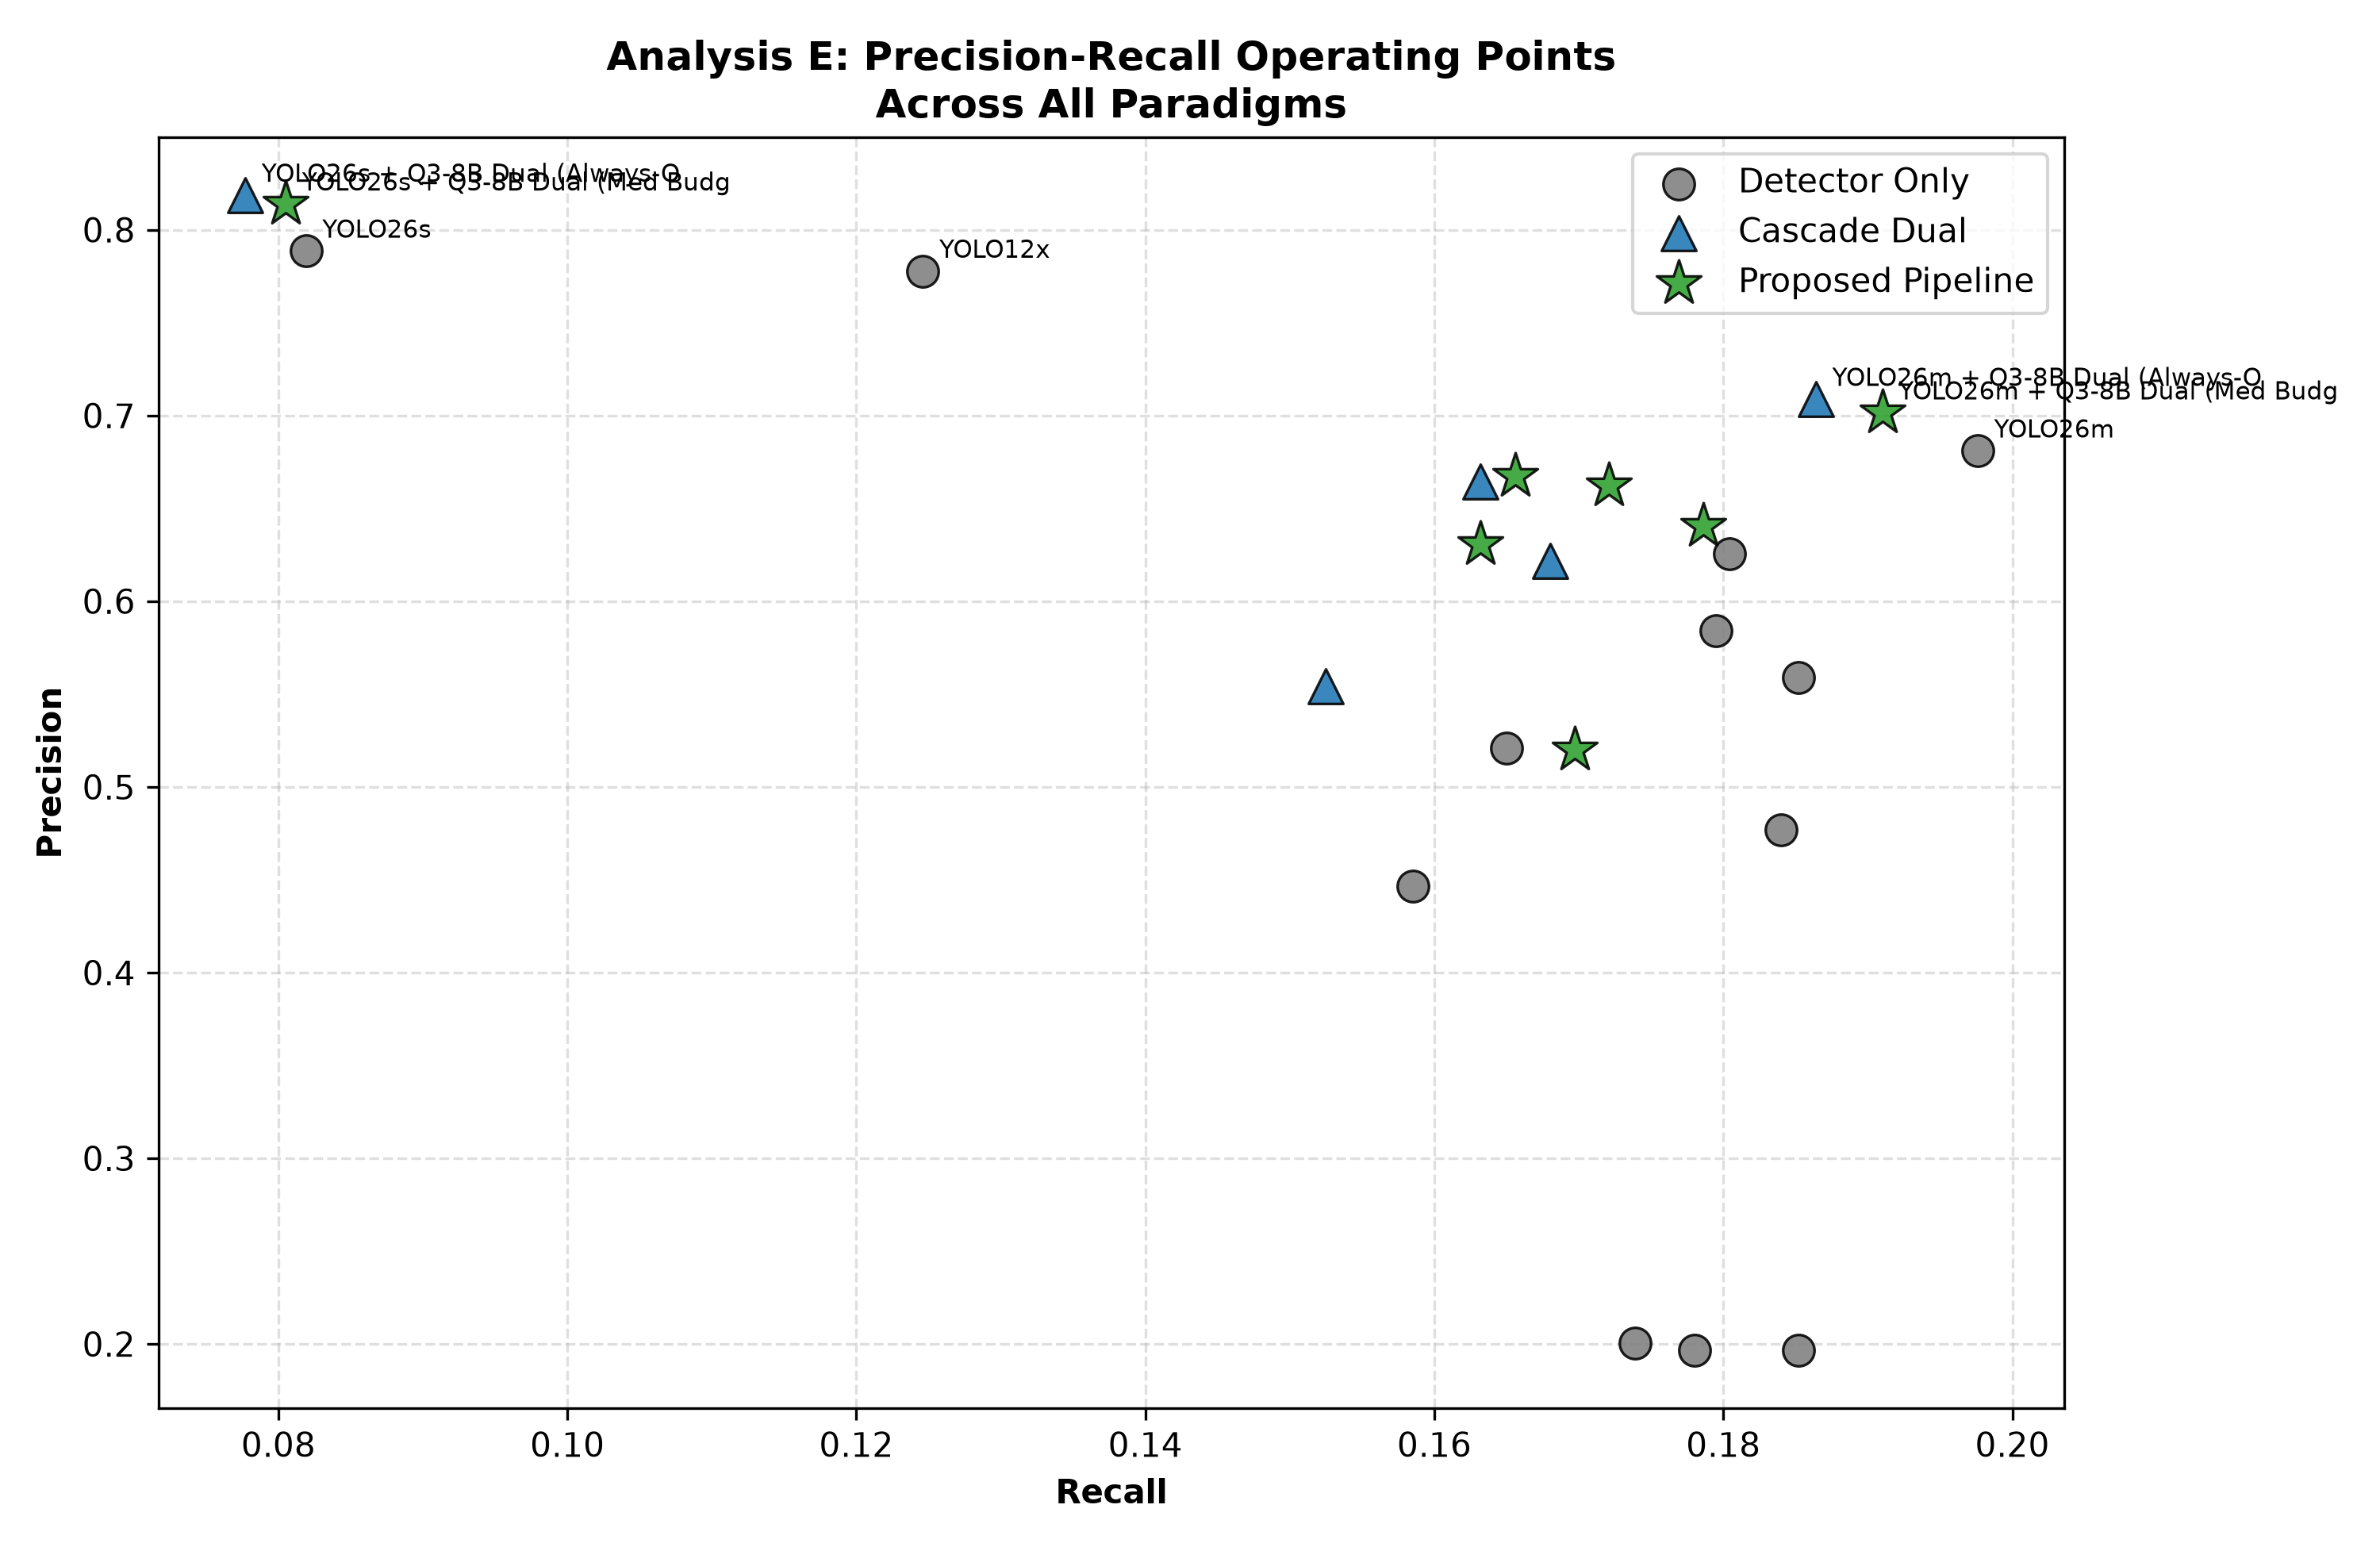 Analysis E: Precision-Recall Operating Points
Across All Paradigms
YOLO26s + Q3-8B Dual (Always-O
YOLO26s + Q3-8B Dual (Med Budg
YOLO26s
YOLO12x
Detector Only
Cascade Dual
Proposed Pipeline
YOLO26m + Q3-8B Dual (Always-O
YOLO26m + Q3-8B Dual (Med Budg
YOLO26m
0.8
0.7
0.6
0.5
0.4
0.3
0.2
Precision
0.08 0.10 0.12 0.14 0.16 0.18 0.20
Recall